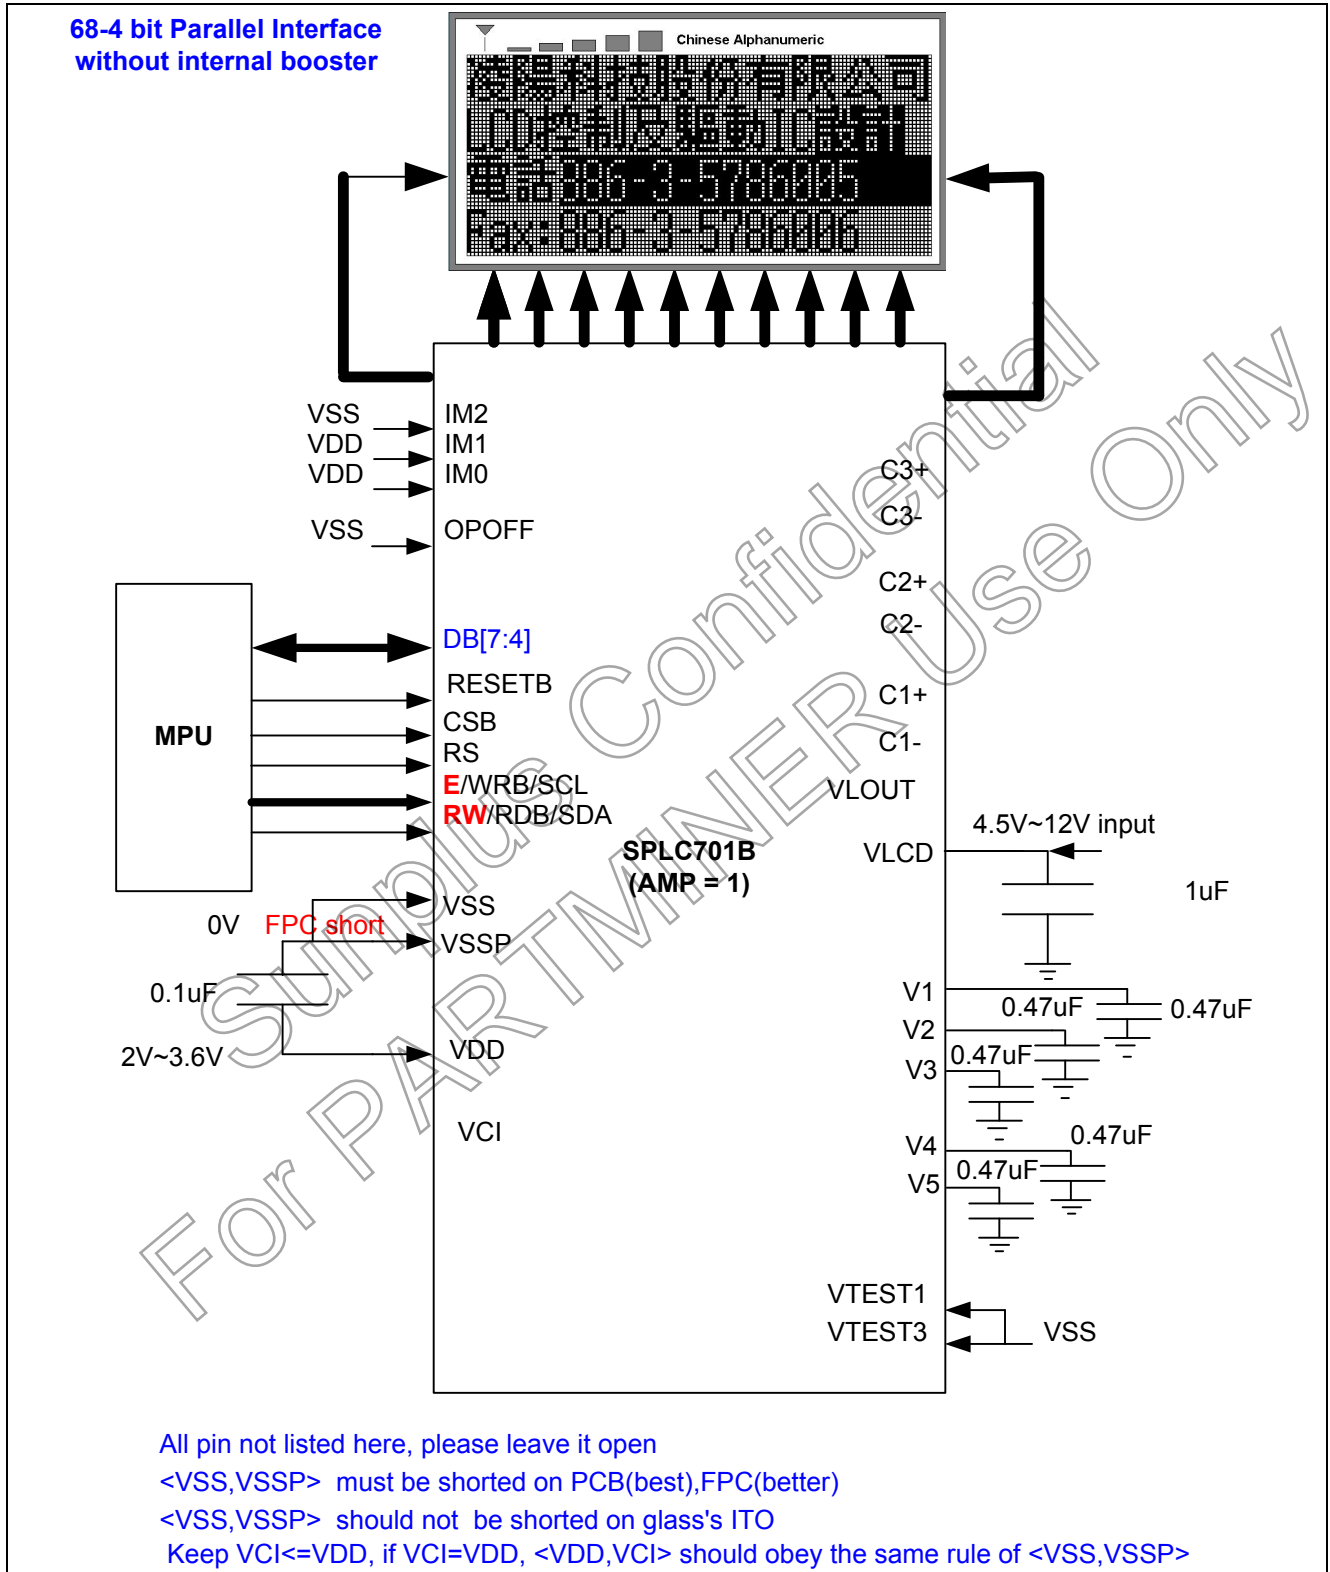 68-4 bit Parallel Interface
without internal booster
Chinese Alphanumeric
凌陽科技股份有限公司
LCD控制及驅動IC設計
電話886-3-5786005
Fax:886-3-5786006
VSS
IM2
VDD
IM1
VDD
IM0
VSS
OPOFF
C3+
C3-
C2+
C2-
C1+
C1-
VLOUT
MPU
DB[7:4]
RESETB
CSB
RS
E/WRB/SCL
RW/RDB/SDA
SPLC701B
(AMP = 1)
VLCD
4.5V~12V input
1uF
0V
FPC short
VSS
VSSP
0.1uF
2V~3.6V
VDD
VCI
V1
0.47uF
0.47uF
V2
V3
0.47uF
V4
0.47uF
V5
0.47uF
VTEST1
VTEST3
VSS
Sunplus Confidential
For PARTMINER Use Only
All pin not listed here, please leave it open
<VSS,VSSP> must be shorted on PCB(best),FPC(better)
<VSS,VSSP> should not be shorted on glass's ITO
Keep VCI<=VDD, if VCI=VDD, <VDD,VCI> should obey the same rule of <VSS,VSSP>